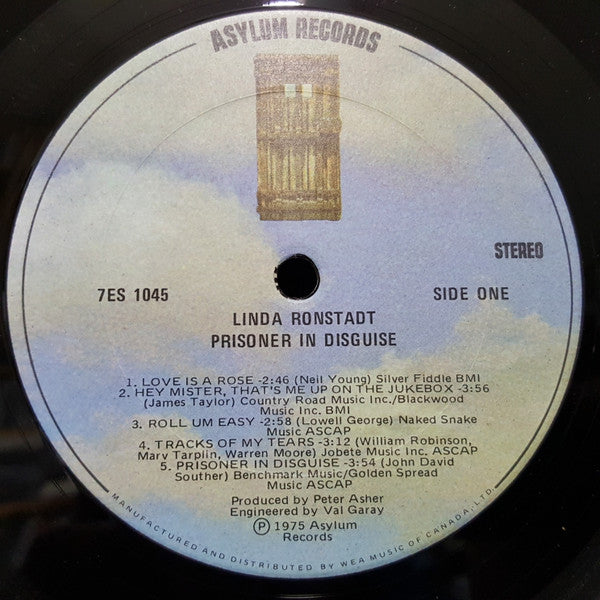 ASYLUM RECORDS
STEREO
7ES 1045
SIDE ONE
LINDA RONSTADT
PRISONER IN DISGUISE
1. LOVE IS A ROSE -2:46 (Neil Young) Silver Fiddle BMI
2. HEY MISTER, THAT'S ME UP ON THE JUKEBOX -3:56
(James Taylor) Country Road Music Inc./Blackwood
Music Inc. BMI
3. ROLL UM EASY -2:58 (Lowell George) Naked Snake
Music ASCAP
4. TRACKS OF MY TEARS -3:12 (William Robinson,
Marv Tarplin, Warren Moore) Jobete Music Inc. ASCAP
5. PRISONER IN DISGUISE -3:54 (John David
Souther) Benchmark Music/Golden Spread
Music ASCAP
Produced by Peter Asher
Engineered by Val Garay
Ⓟ 1975 Asylum
Records
MANUFACTURED AND DISTRIBUTED BY WEA MUSIC OF CANADA, LTD.